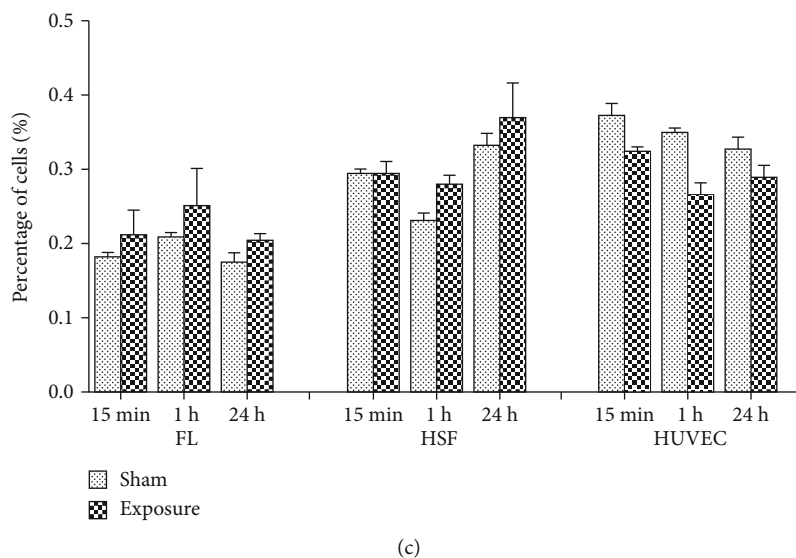 Percentage of cells (%)
0.5
0.4
0.3
0.2
0.1
0.0
15 min 1 h 24 h 15 min 1 h 24 h 15 min 1 h 24 h
FL HSF HUVEC
Sham
Exposure
(c)